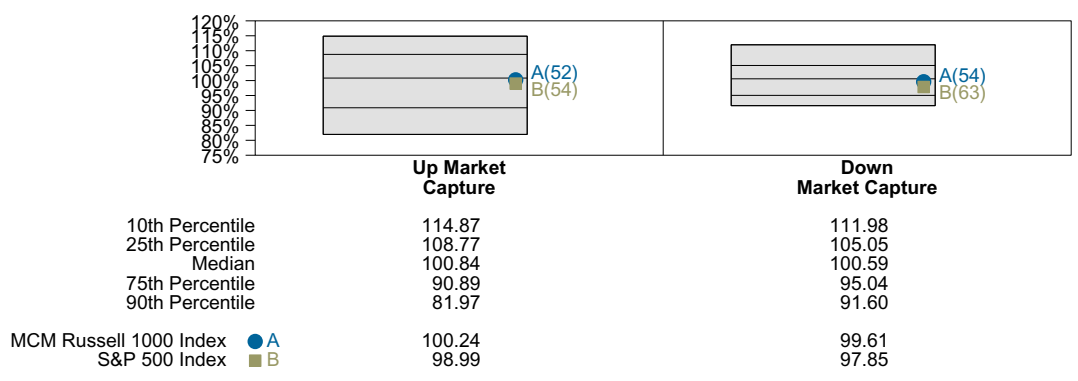 120%
115%
110%
105%
100%
95%
90%
85%
80%
75%
A(52)
B(54)
A(54)
B(63)
Up Market
Capture
Down
Market Capture
10th Percentile 114.87 111.98
25th Percentile 108.77 105.05
Median 100.84 100.59
75th Percentile 90.89 95.04
90th Percentile 81.97 91.60
MCM Russell 1000 Index A 100.24 99.61
S&P 500 Index B 98.99 97.85